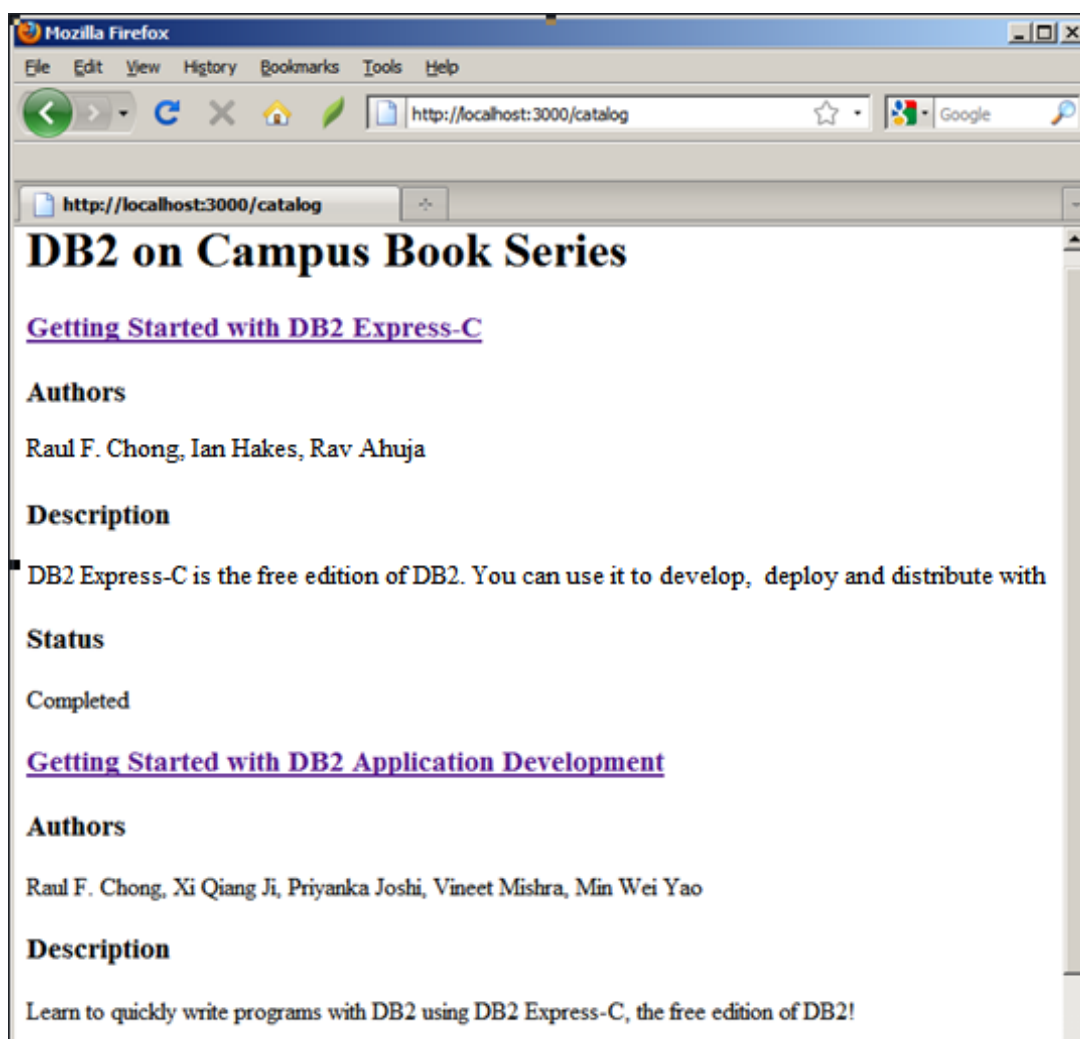 Mozilla Firefox
File Edit View History Bookmarks Tools Help
http://localhost:3000/catalog Google
http://localhost:3000/catalog
DB2 on Campus Book Series
Getting Started with DB2 Express-C
Authors
Raul F. Chong, Ian Hakes, Rav Ahuja
Description
DB2 Express-C is the free edition of DB2. You can use it to develop, deploy and distribute with
Status
Completed
Getting Started with DB2 Application Development
Authors
Raul F. Chong, Xi Qiang Ji, Priyanka Joshi, Vineet Mishra, Min Wei Yao
Description
Learn to quickly write programs with DB2 using DB2 Express-C, the free edition of DB2!